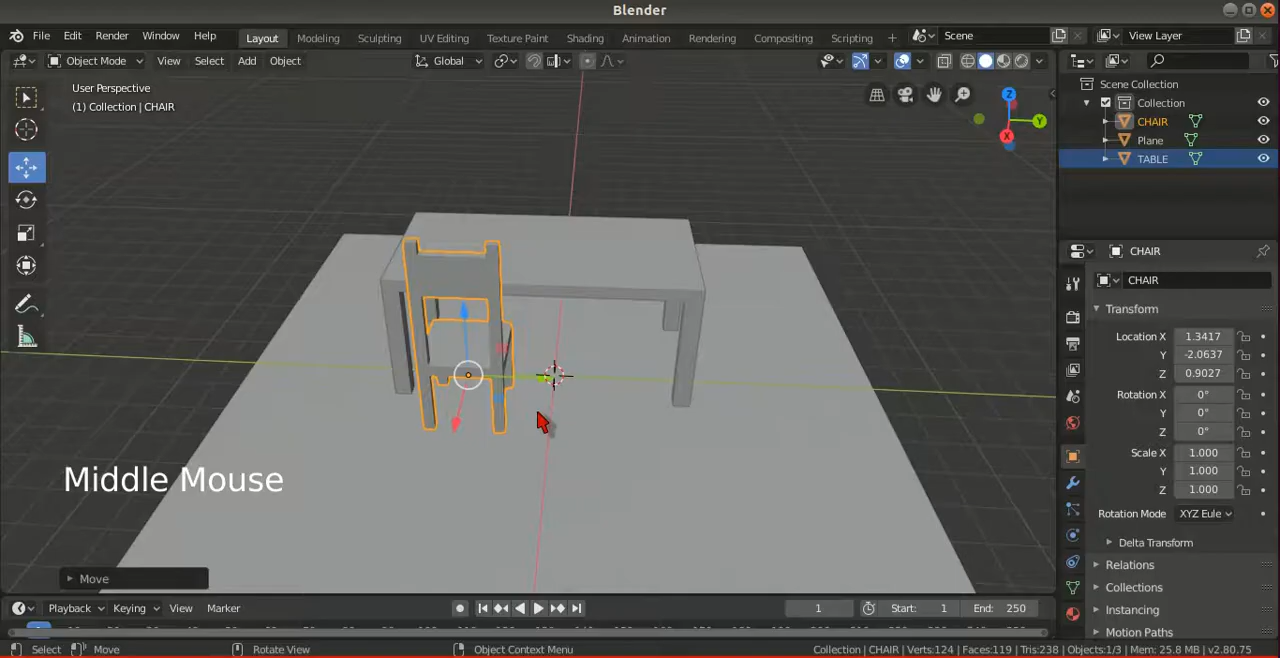 Blender
File Edit Render Window Help Layout Modeling Sculpting UV Editing Texture Paint Shading Animation Rendering Compositing Scripting + Scene View Layer
Object Mode View Select Add Object Global
User Perspective
(1) Collection | CHAIR
Z
Y
X
Scene Collection
Collection
CHAIR
Plane
TABLE
CHAIR
CHAIR
Transform
Location X 1.3417
Y -2.0637
Z 0.9027
Rotation X 0°
Y 0°
Z 0°
Scale X 1.000
Y 1.000
Z 1.000
Rotation Mode XYZ Eule
Delta Transform
Relations
Collections
Instancing
Motion Paths
Middle Mouse
Move
Playback Keying View Marker 1 Start: 1 End: 250
Select Move Rotate View Object Context Menu Collection | CHAIR | Verts:124 | Faces:119 | Tris:238 | Objects:1/3 | Mem: 25.8 MB | v2.80.75